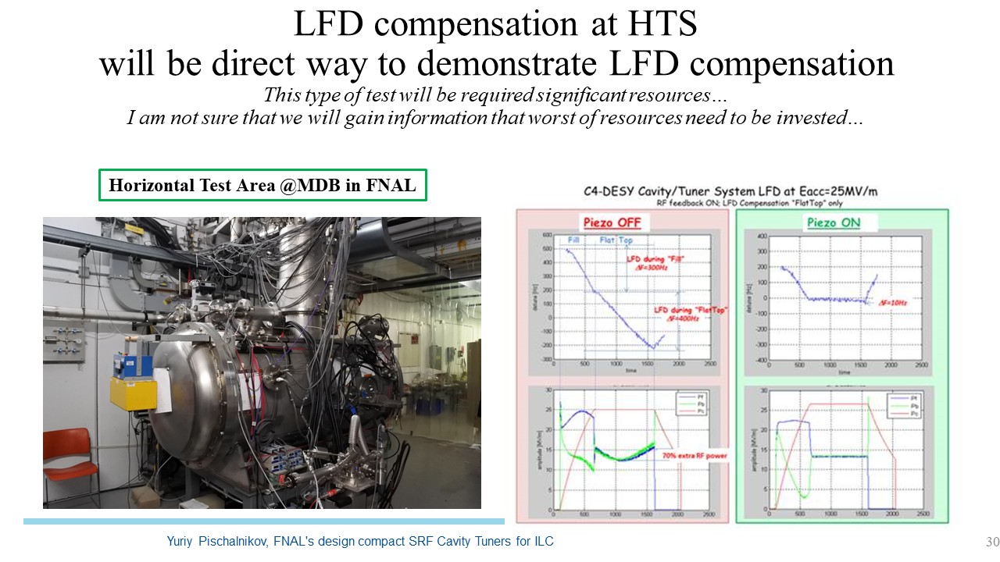 LFD compensation at HTS
will be direct way to demonstrate LFD compensation
This type of test will be required significant resources…
I am not sure that we will gain information that worst of resources need to be invested…
Horizontal Test Area @MDB in FNAL
C4-DESY Cavity/Tuner System LFD at Eacc=25MV/m
RF feedback ON; LFD Compensation "FlatTop" only
Piezo OFF
Fill
Flat Top
LFD during "Fill"
ΔF=300Hz
LFD during "FlatTop"
ΔF=400Hz
detune [Hz]
600
500
400
300
200
100
0
-100
-200
-300
0 500 1000 1500 2000 2500
time
Piezo ON
ΔF=10Hz
detune [Hz]
400
300
200
100
0
-100
-200
-300
-400
0 500 1000 1500 2000 2500
time
amplitude [MV/m]
30
25
20
15
10
5
0
0 500 1000 1500 2000 2500
70% extra RF power
amplitude [MV/m]
30
25
20
15
10
5
0
0 500 1000 1500 2000 2500
Yuriy Pischalnikov, FNAL's design compact SRF Cavity Tuners for ILC
30